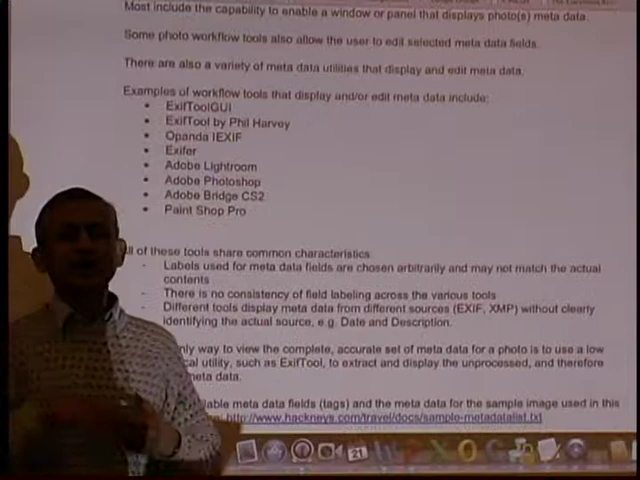 Most include the capability to enable a window or panel that displays photo(s) meta data.
Some photo workflow tools also allow the user to edit selected meta data fields.
There are also a variety of meta data utilities that display and edit meta data.
Examples of workflow tools that display and/or edit meta data include:
• ExifToolGUI
• ExifTool by Phil Harvey
• Opanda IEXIF
• Exifer
• Adobe Lightroom
• Adobe Photoshop
• Adobe Bridge CS2
• Paint Shop Pro
ll of these tools share common characteristics
- Labels used for meta data fields are chosen arbitrarily and may not match the actual
contents
- There is no consistency of field labeling across the various tools
- Different tools display meta data from different sources (EXIF, XMP) without clearly
identifying the actual source, e.g. Date and Description.
nly way to view the complete, accurate set of meta data for a photo is to use a low
cal utility, such as ExifTool, to extract and display the unprocessed, and therefore
meta data.
lable meta data fields (tags) and the meta data for the sample image used in this
http://www.hackneys.com/travel/docs/sample-metadatalist.txt
21